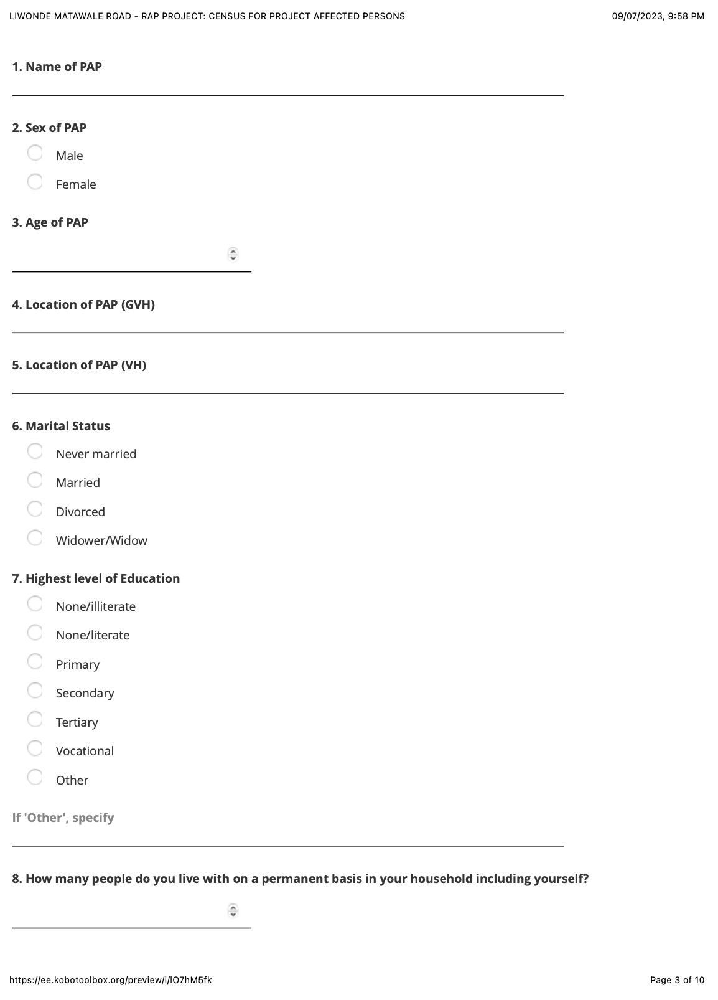 LIWONDE MATAWALE ROAD - RAP PROJECT: CENSUS FOR PROJECT AFFECTED PERSONS 09/07/2023, 9:58 PM
1. Name of PAP
2. Sex of PAP
Male
Female
3. Age of PAP
4. Location of PAP (GVH)
5. Location of PAP (VH)
6. Marital Status
Never married
Married
Divorced
Widower/Widow
7. Highest level of Education
None/illiterate
None/literate
Primary
Secondary
Tertiary
Vocational
Other
If 'Other', specify
8. How many people do you live with on a permanent basis in your household including yourself?
https://ee.kobotoolbox.org/preview/i/lO7hM5fk Page 3 of 10